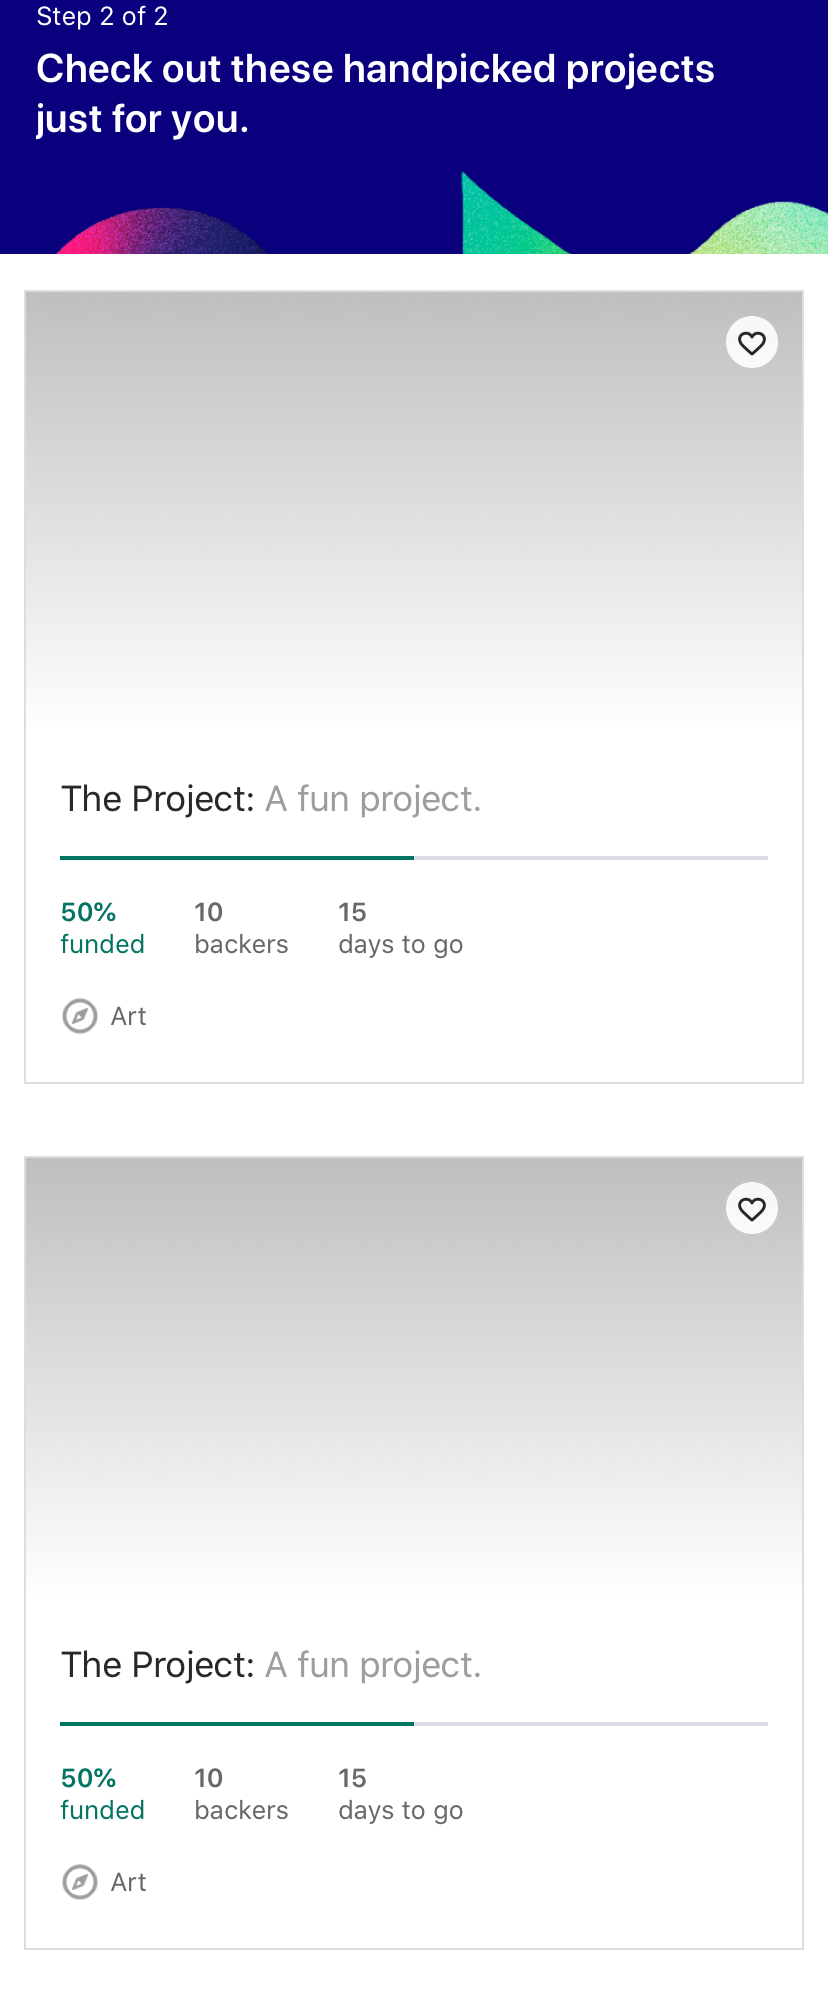 Step 2 of 2
Check out these handpicked projects
just for you.
The Project: A fun project.
50%
funded
10
backers
15
days to go
Art
The Project: A fun project.
50%
funded
10
backers
15
days to go
Art